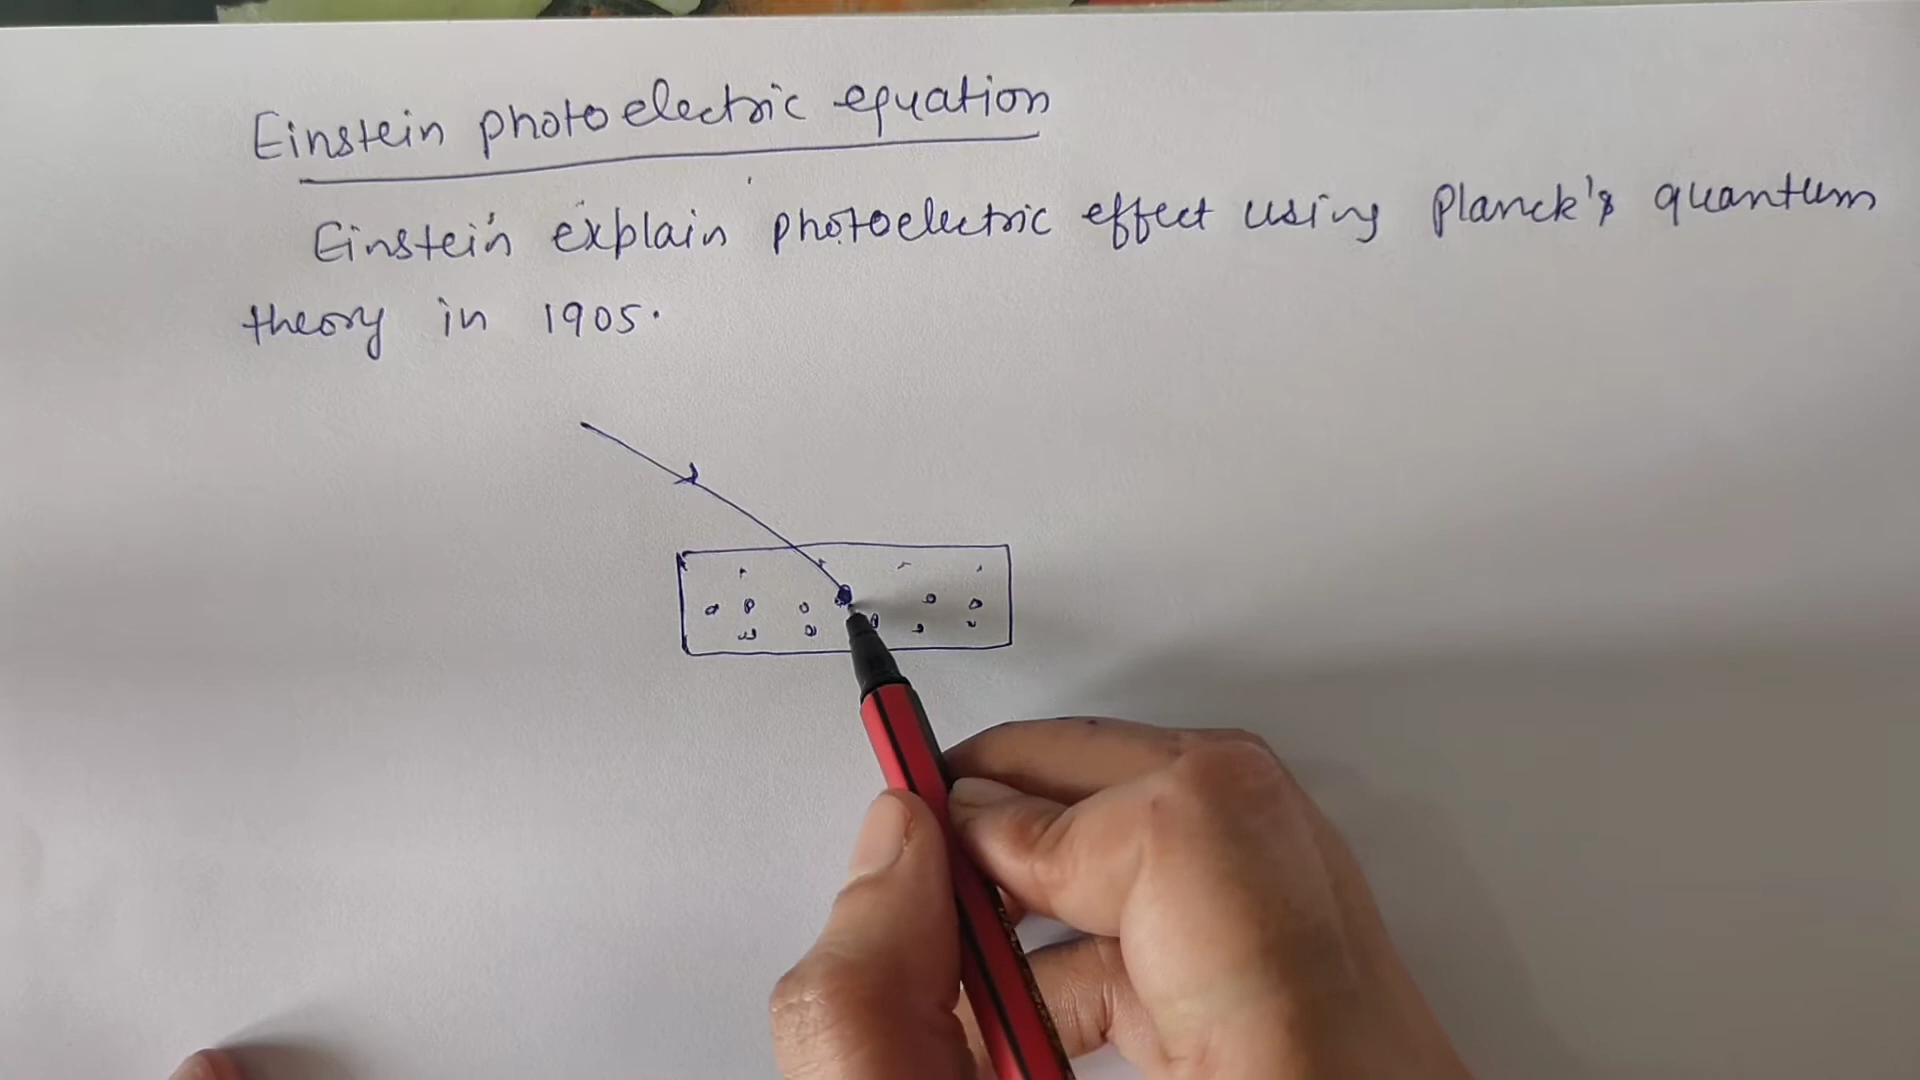 Einstein photoelectric equation
Einstein explain photoelectric effect using Planck's quantum
theory in 1905.